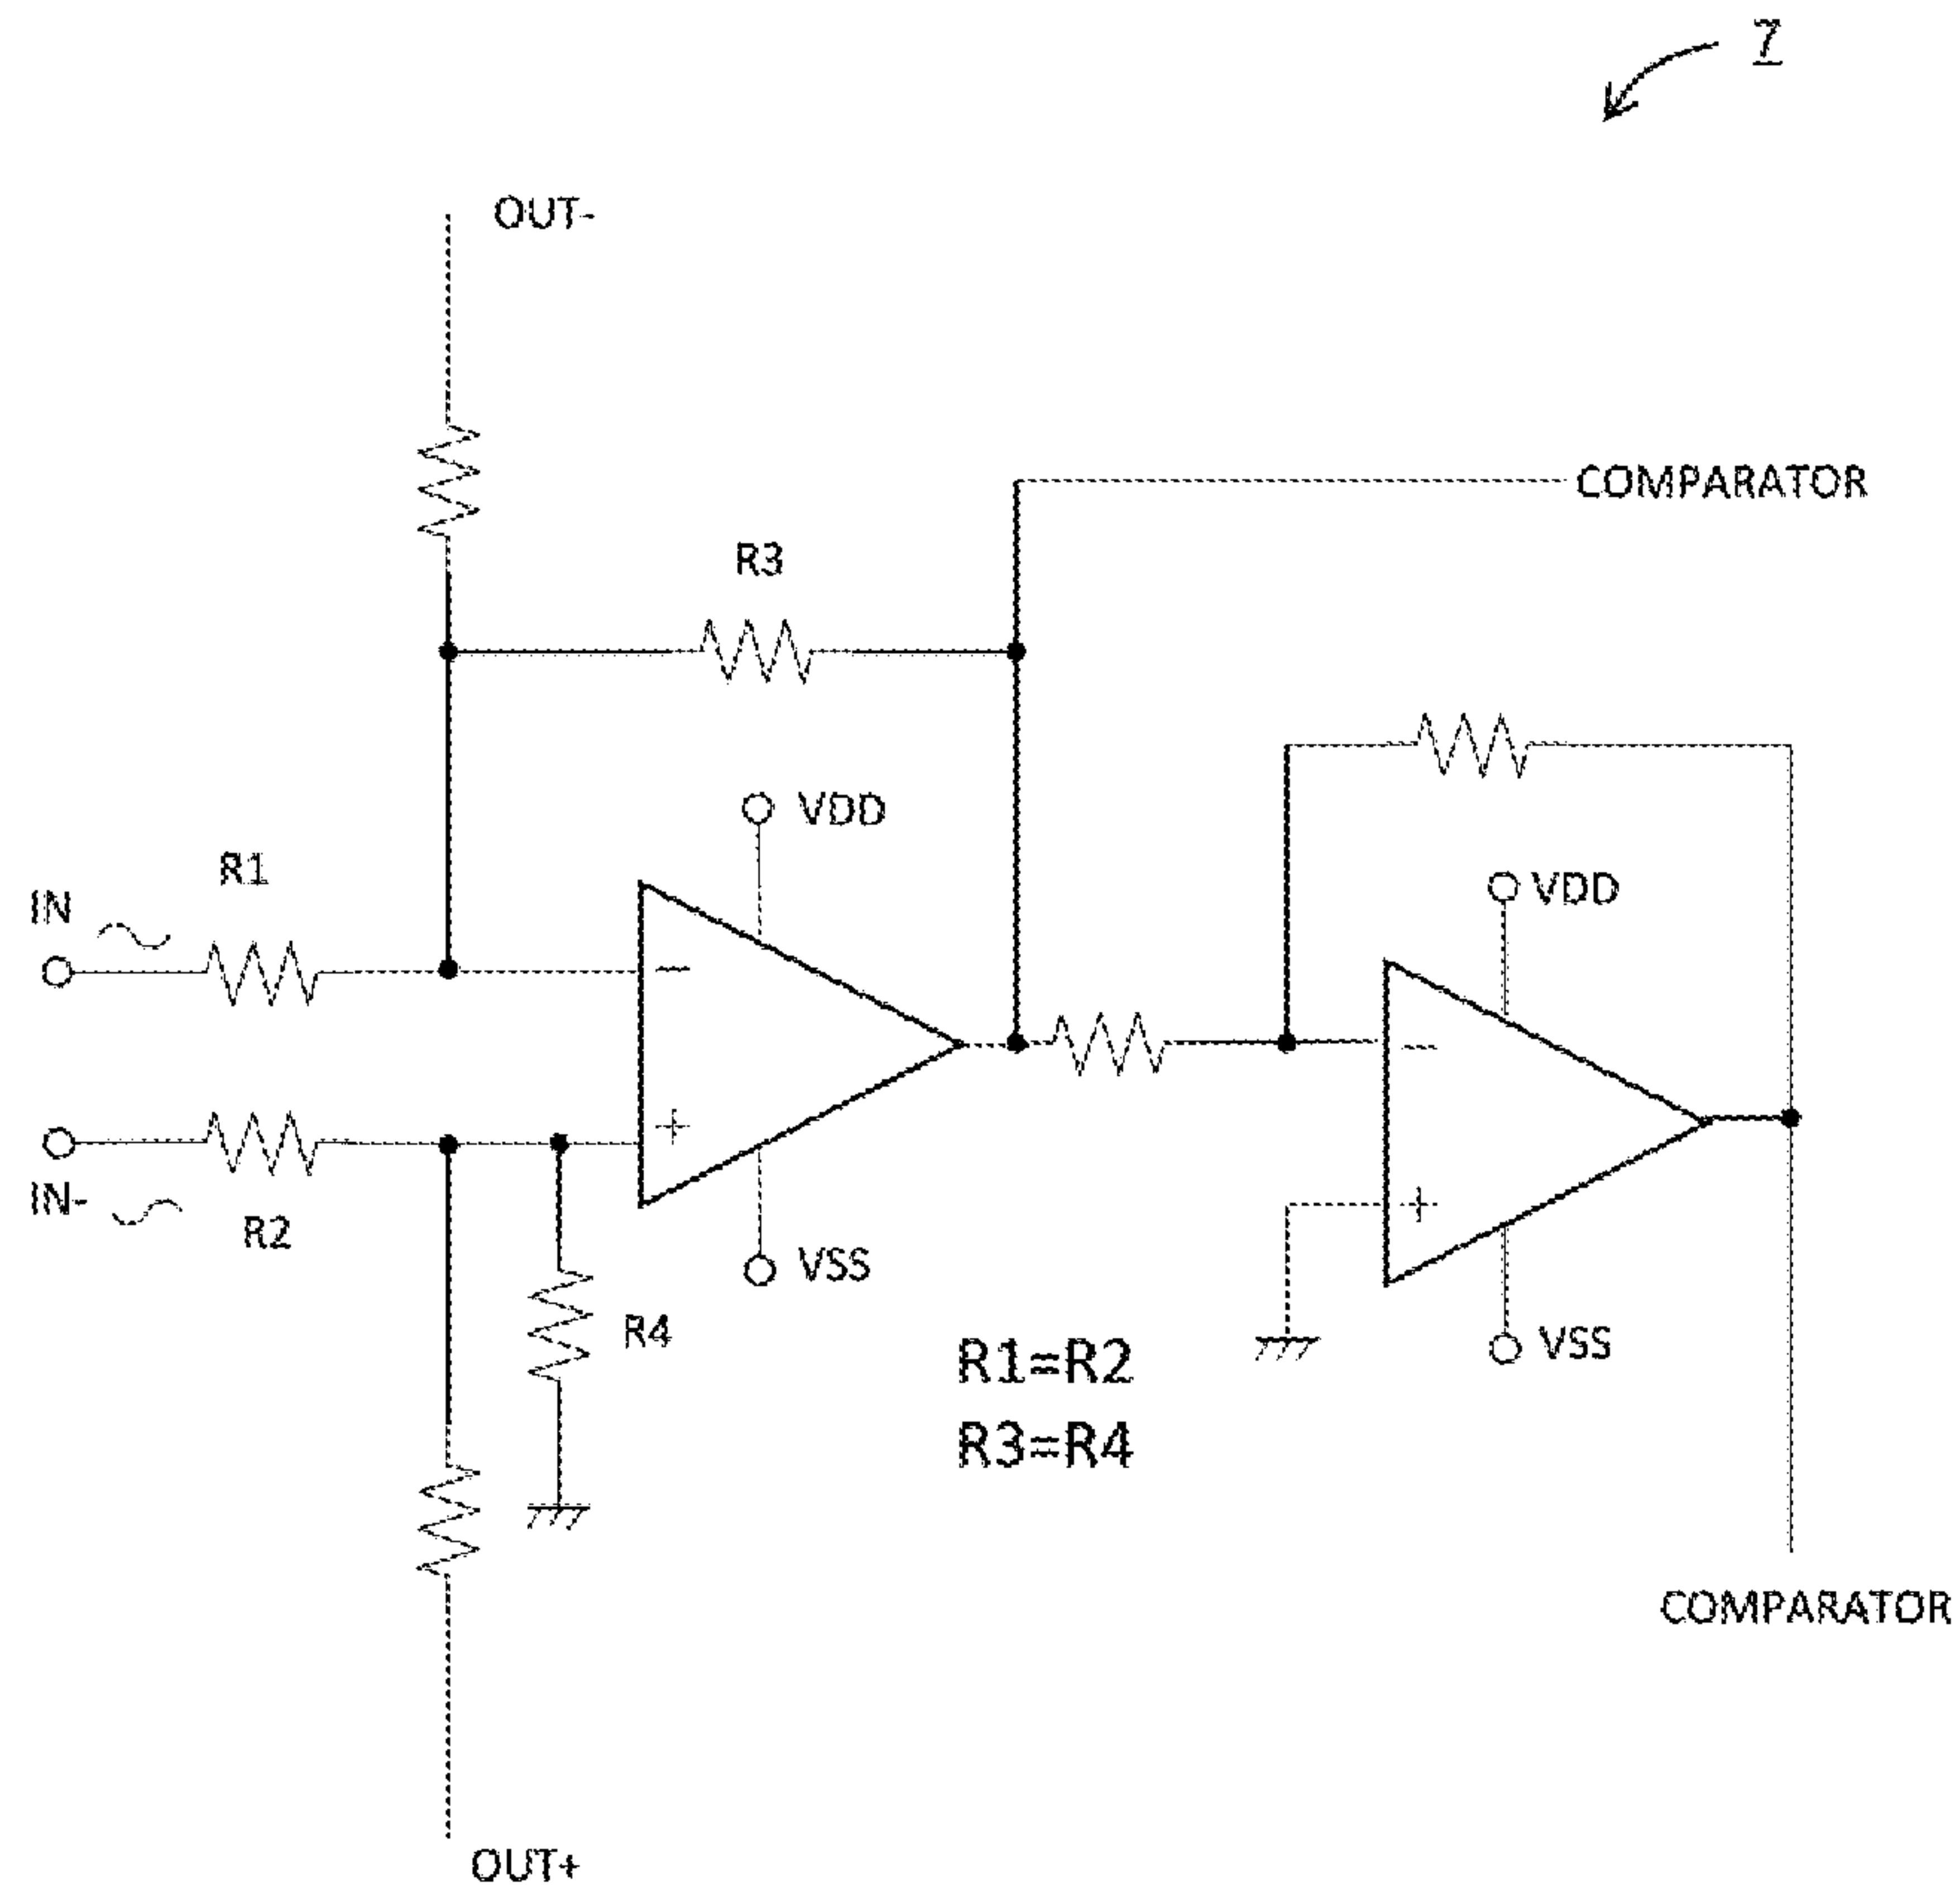 7
OUT-
COMPARATOR
R3
VDD
R1
VDD
IN
−
−
+
IN-
R2
+
VSS
R4
VSS
R1=R2
R3=R4
COMPARATOR
OUT+